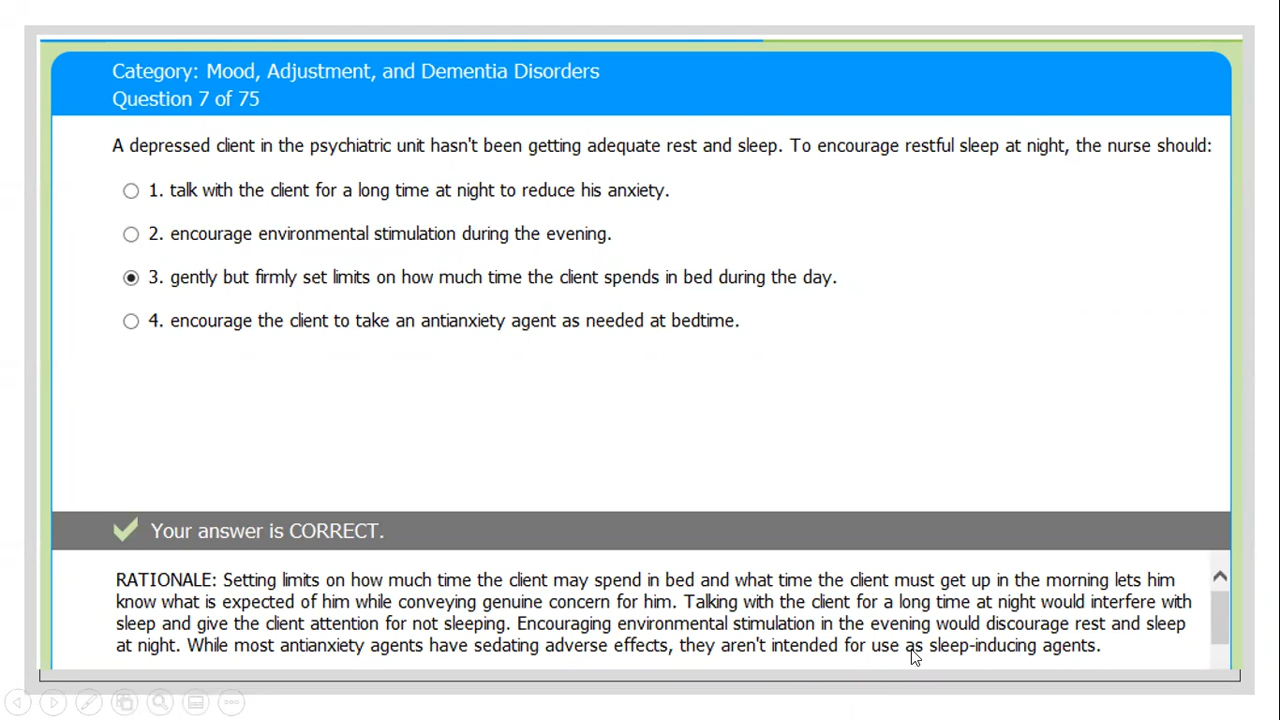 Category: Mood, Adjustment, and Dementia Disorders
Question 7 of 75
A depressed client in the psychiatric unit hasn't been getting adequate rest and sleep. To encourage restful sleep at night, the nurse should:
1. talk with the client for a long time at night to reduce his anxiety.
2. encourage environmental stimulation during the evening.
3. gently but firmly set limits on how much time the client spends in bed during the day.
4. encourage the client to take an antianxiety agent as needed at bedtime.
Your answer is CORRECT.
RATIONALE: Setting limits on how much time the client may spend in bed and what time the client must get up in the morning lets him
know what is expected of him while conveying genuine concern for him. Talking with the client for a long time at night would interfere with
sleep and give the client attention for not sleeping. Encouraging environmental stimulation in the evening would discourage rest and sleep
at night. While most antianxiety agents have sedating adverse effects, they aren't intended for use as sleep-inducing agents.